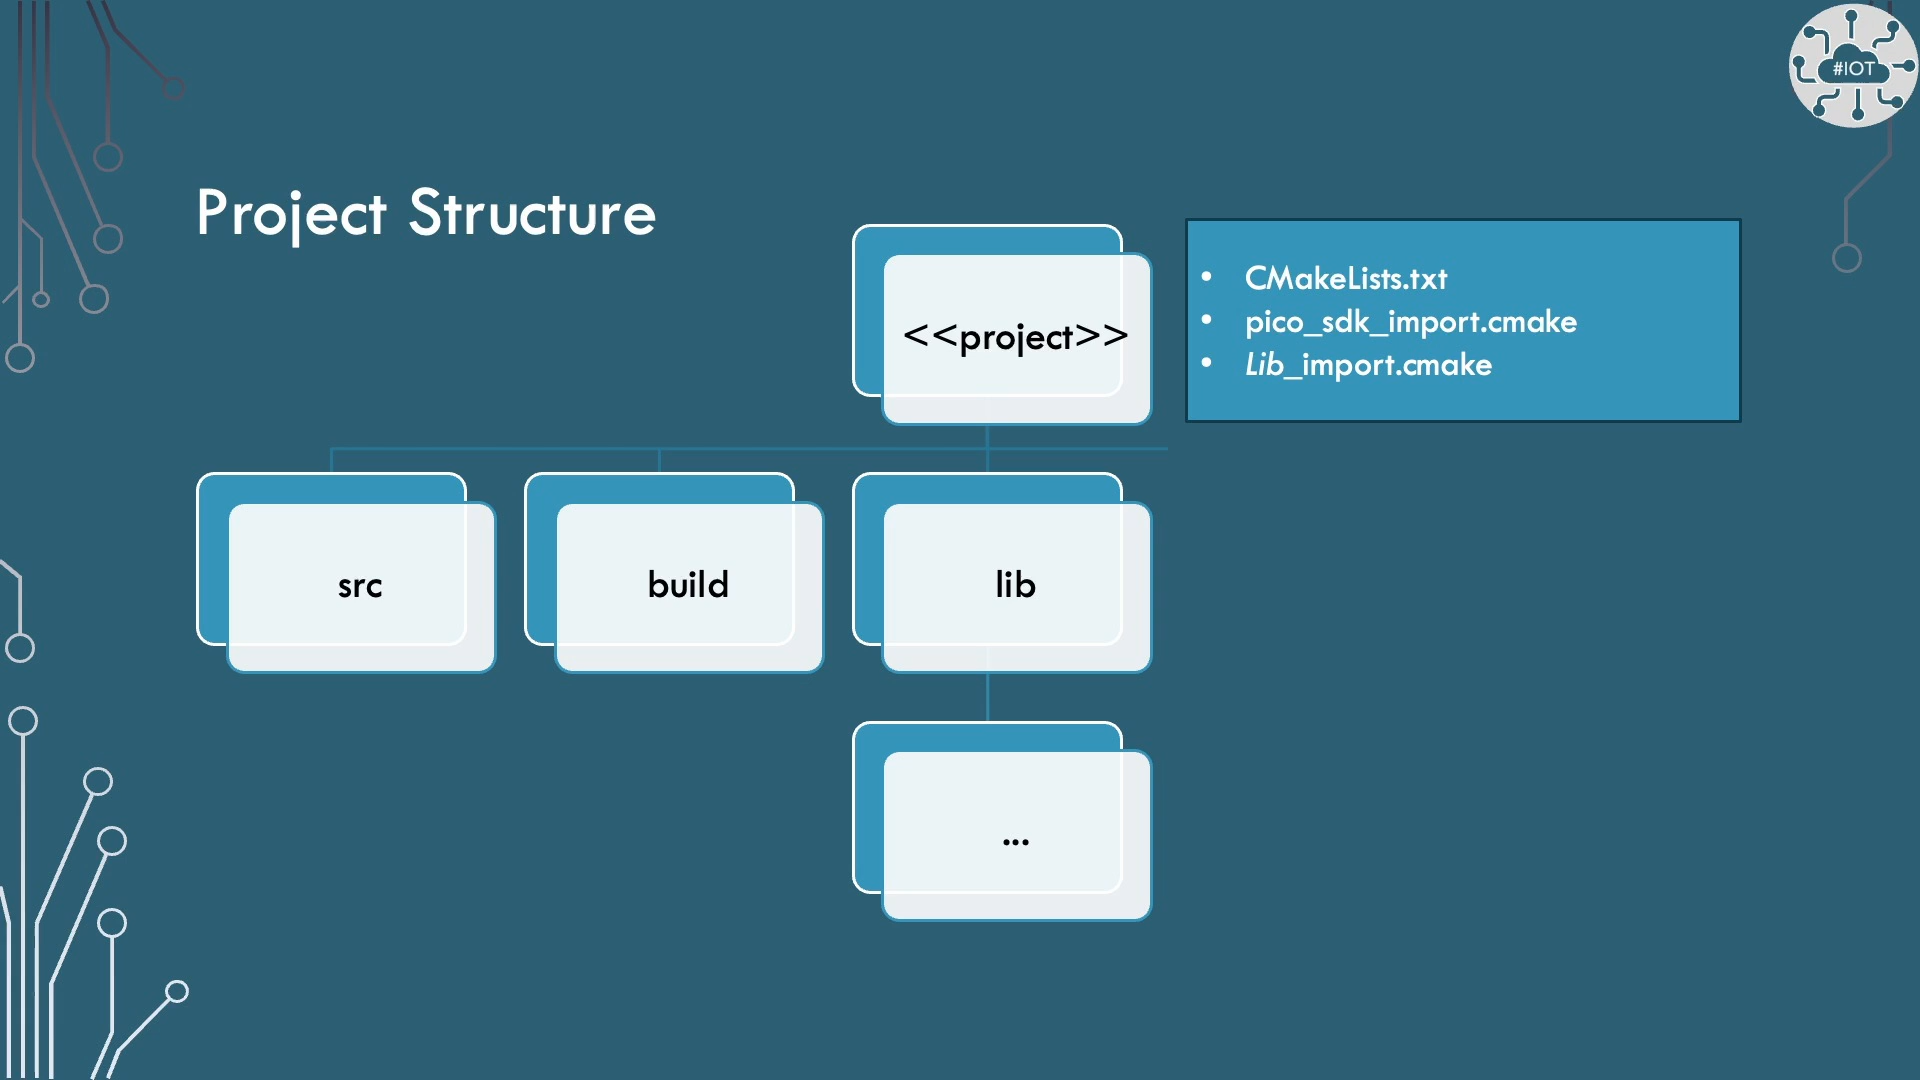 #IOT
Project Structure
<<project>>
• CMakeLists.txt
• pico_sdk_import.cmake
• Lib_import.cmake
src
build
lib
...